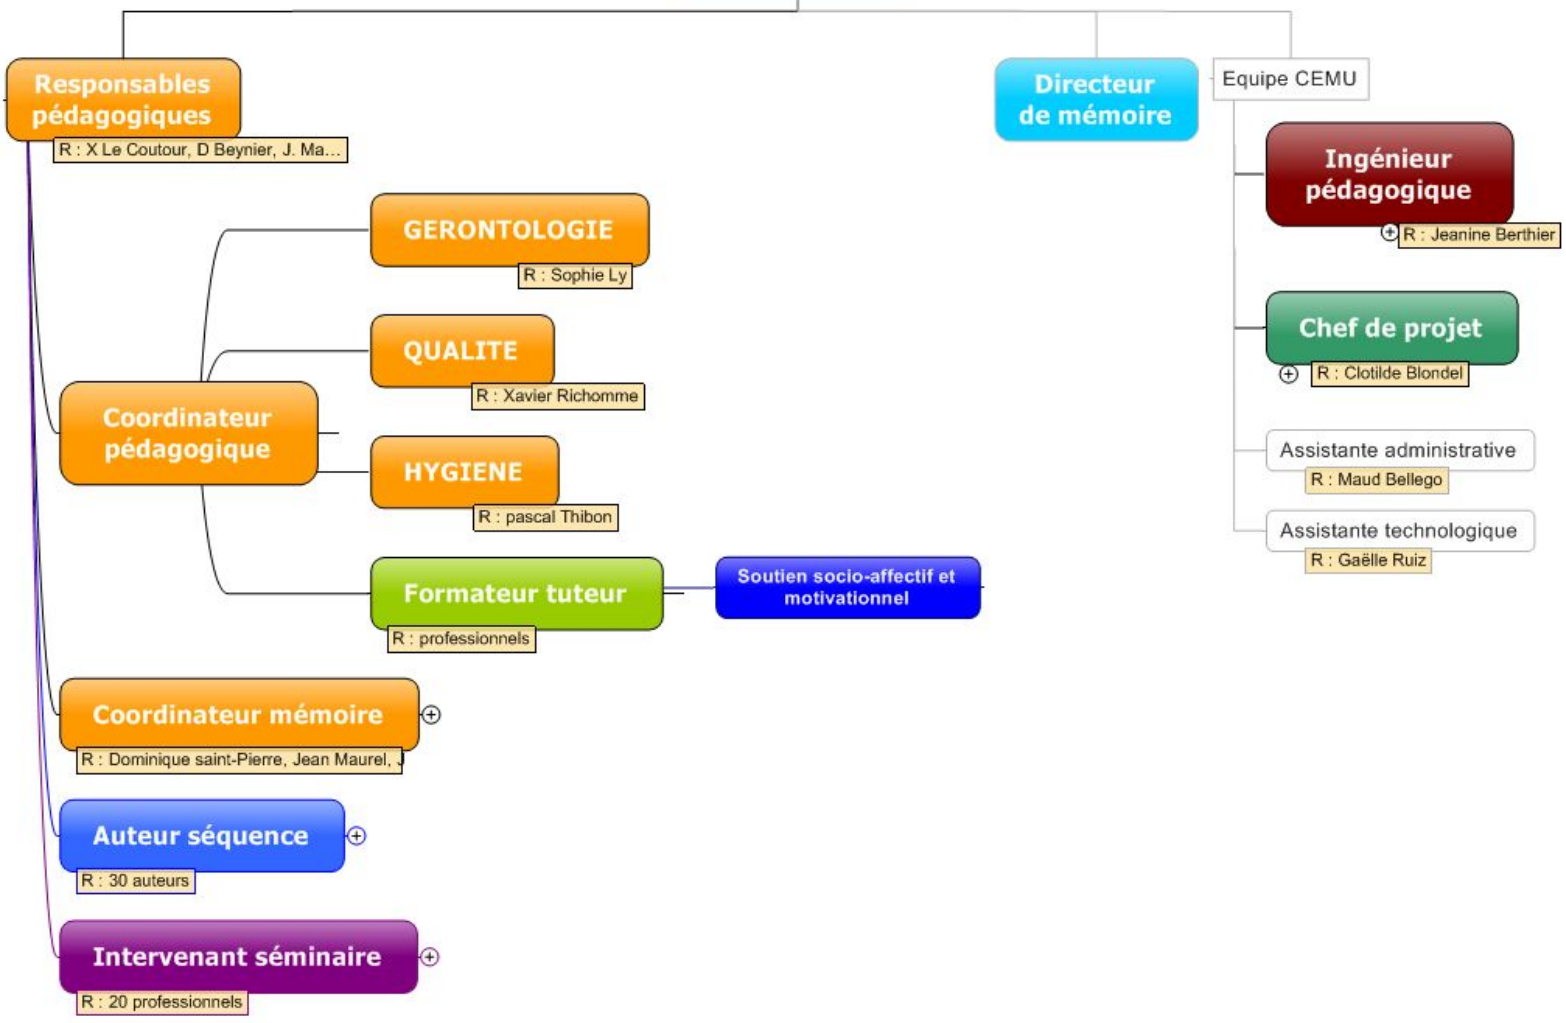 Responsables
pédagogiques
R : X Le Coutour, D Beynier, J. Ma...
GERONTOLOGIE
R : Sophie Ly
QUALITE
R : Xavier Richomme
Coordinateur
pédagogique
HYGIENE
R : pascal Thibon
Formateur tuteur
R : professionnels
Soutien socio-affectif et
motivationnel
Coordinateur mémoire
R : Dominique saint-Pierre, Jean Maurel, J
Auteur séquence
R : 30 auteurs
Intervenant séminaire
R : 20 professionnels
Directeur
de mémoire
Equipe CEMU
Ingénieur
pédagogique
R : Jeanine Berthier
Chef de projet
R : Clotilde Blondel
Assistante administrative
R : Maud Bellego
Assistante technologique
R : Gaëlle Ruiz